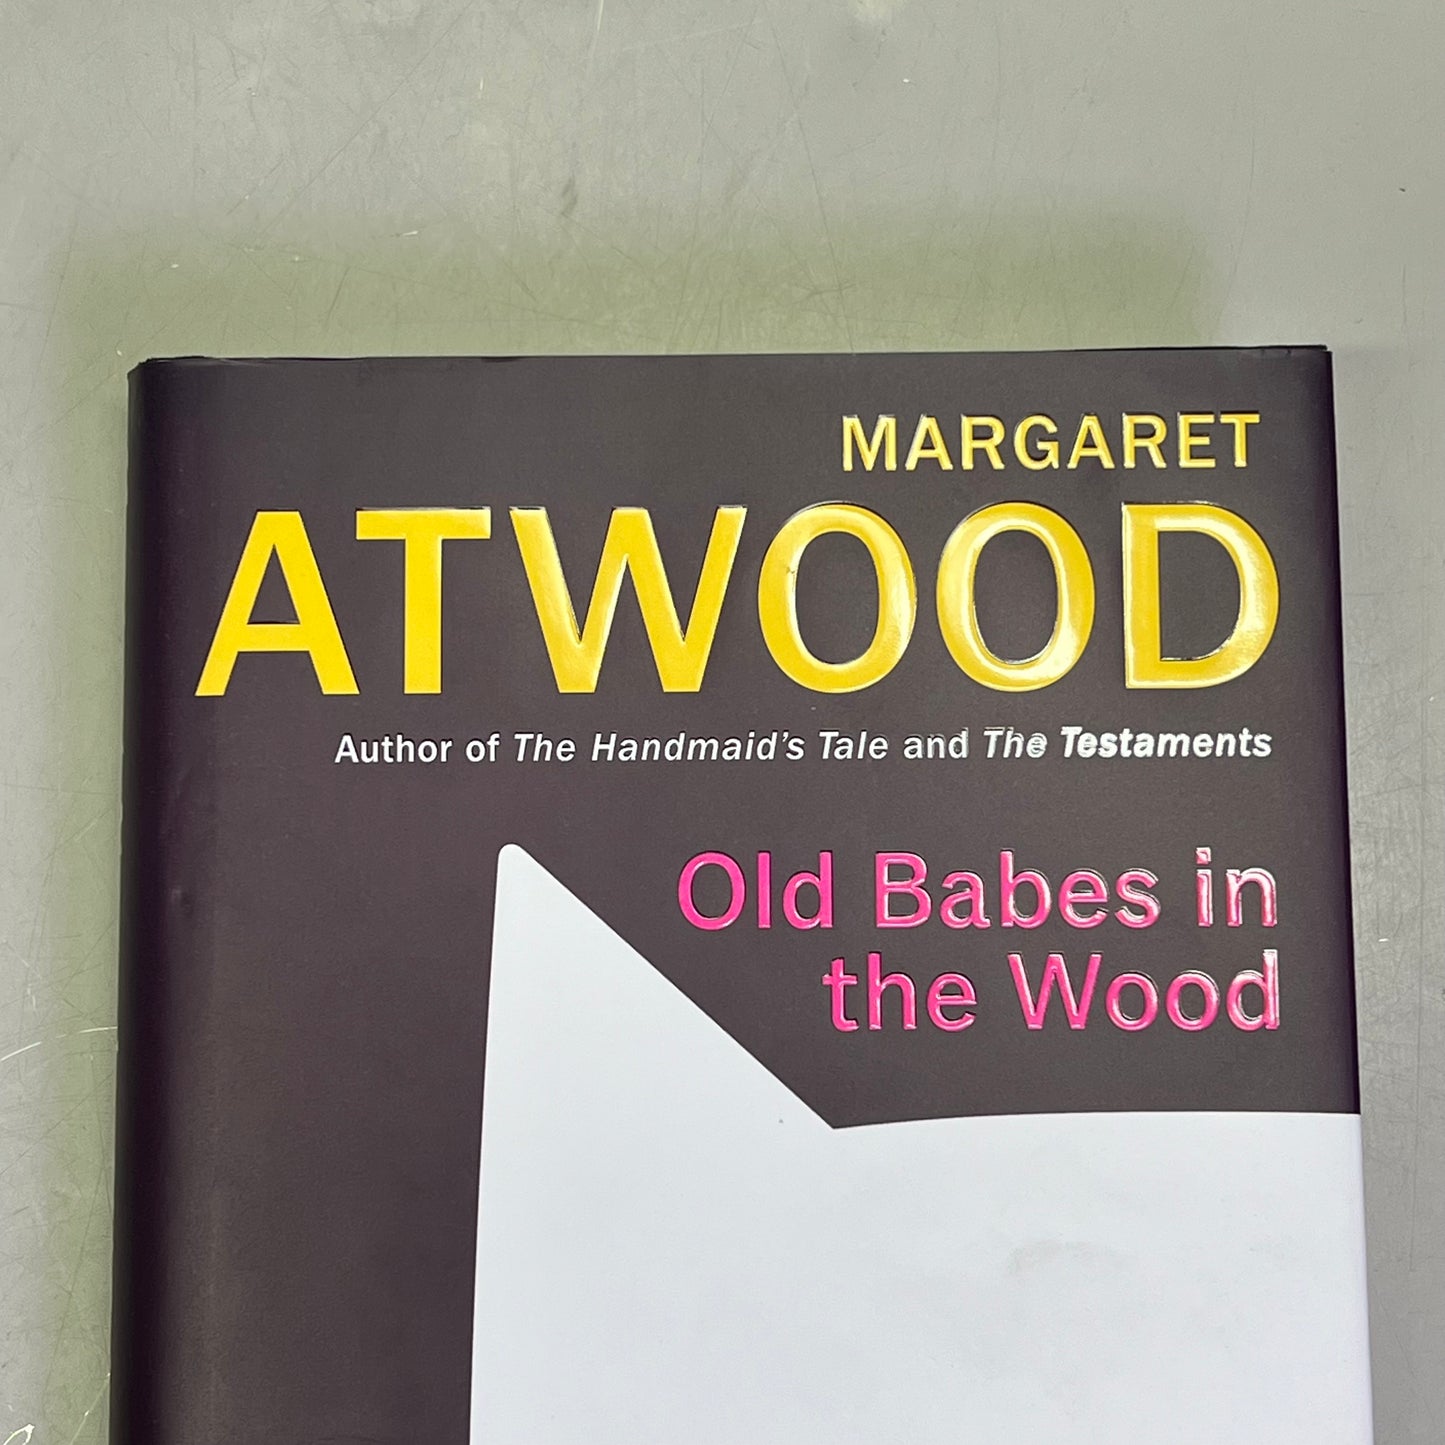 MARGARET
ATWOOD
Author of The Handmaid's Tale and The Testaments
Old Babes in
the Wood